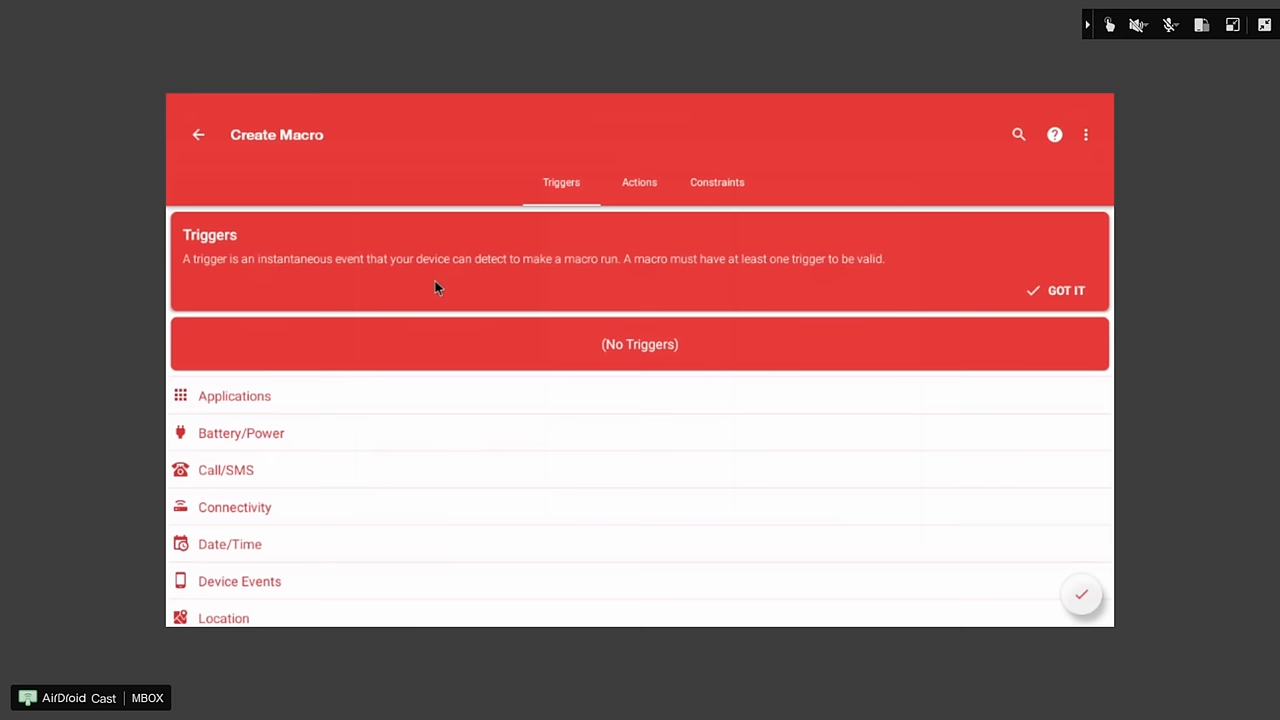 Create Macro
Triggers Actions Constraints
Triggers
A trigger is an instantaneous event that your device can detect to make a macro run. A macro must have at least one trigger to be valid.
GOT IT
(No Triggers)
Applications
Battery/Power
Call/SMS
Connectivity
Date/Time
Device Events
Location
AirDroid Cast | MBOX